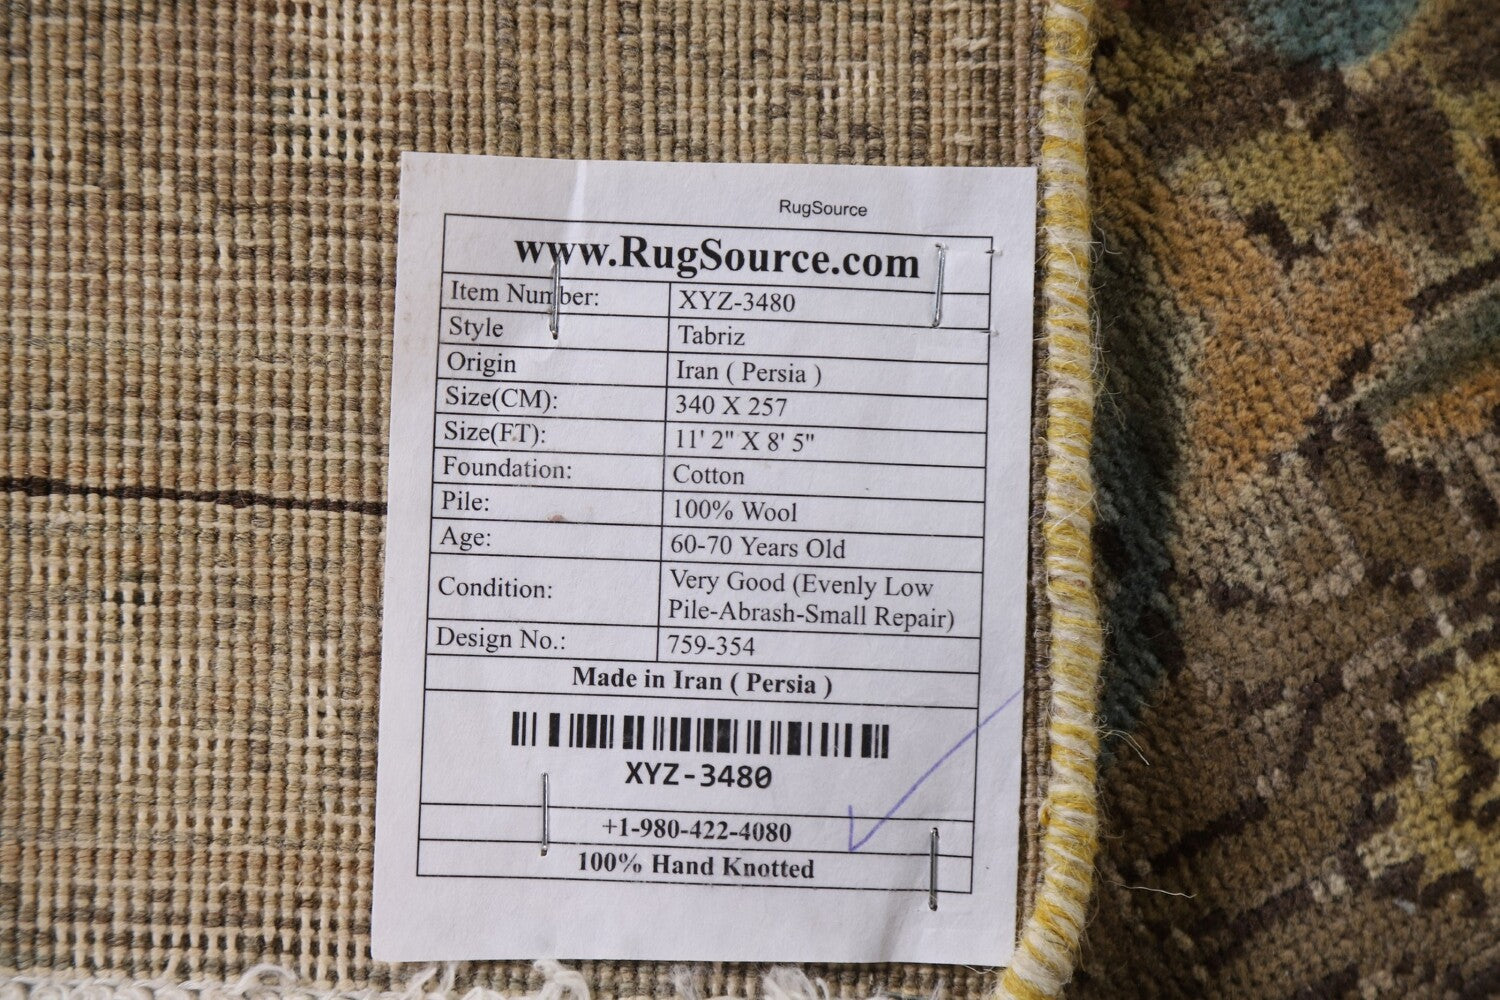 RugSource
www.RugSource.com
Item Number: XYZ-3480
Style Tabriz
Origin Iran ( Persia )
Size(CM): 340 X 257
Size(FT): 11' 2" X 8' 5"
Foundation: Cotton
Pile: 100% Wool
Age: 60-70 Years Old
Condition: Very Good (Evenly Low
Pile-Abrash-Small Repair)
Design No.: 759-354
Made in Iran ( Persia )
XYZ-3480
+1-980-422-4080
100% Hand Knotted